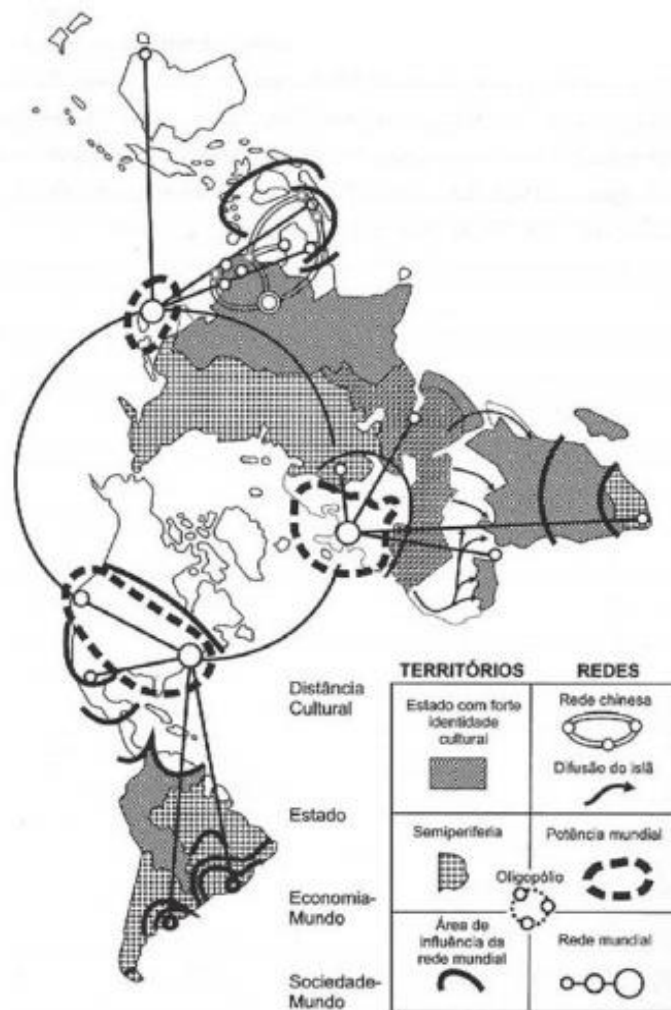 TERRITÓRIOS
REDES
Distância
Cultural
Estado com forte
identidade
cultural
Rede chinesa
Difusão do islã
Estado
Semiperiferia
Potência mundial
Oligopólio
Economia-
Mundo
Área de
influência da
rede mundial
Rede mundial
Sociedade-
Mundo